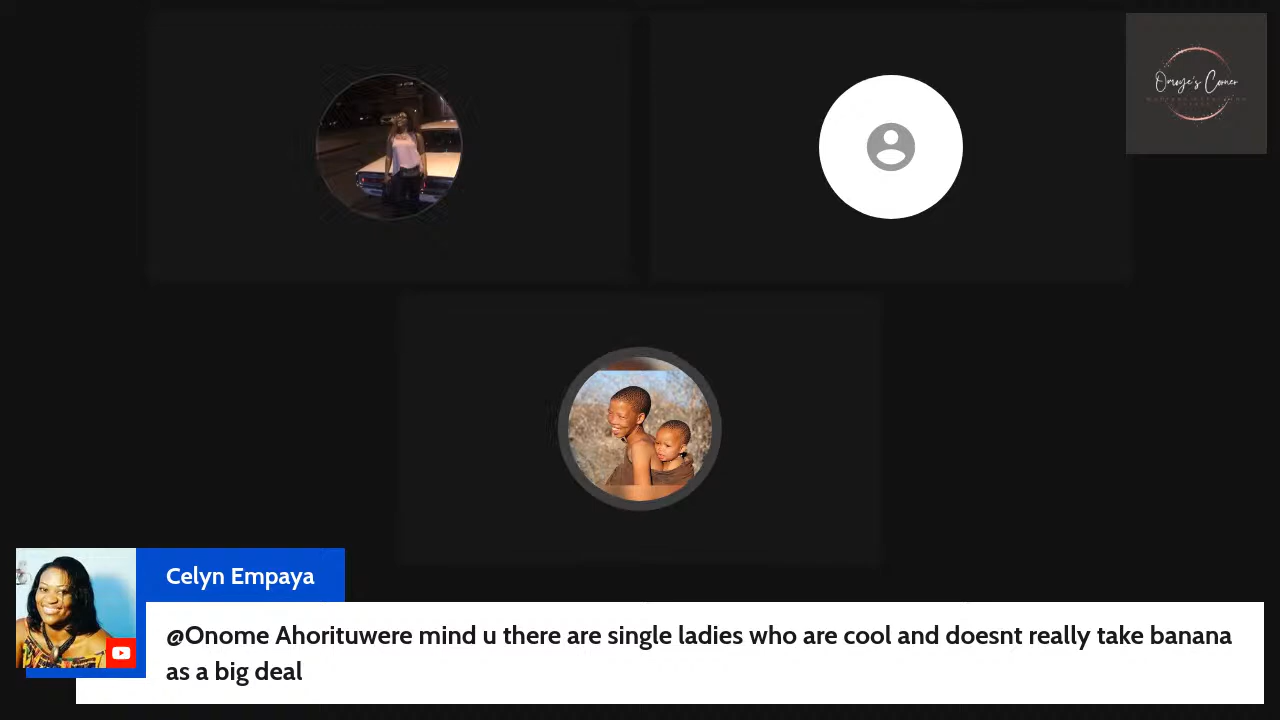 Omoye's Corner
Celyn Empaya
@Onome Ahorituwere mind u there are single ladies who are cool and doesnt really take banana
as a big deal